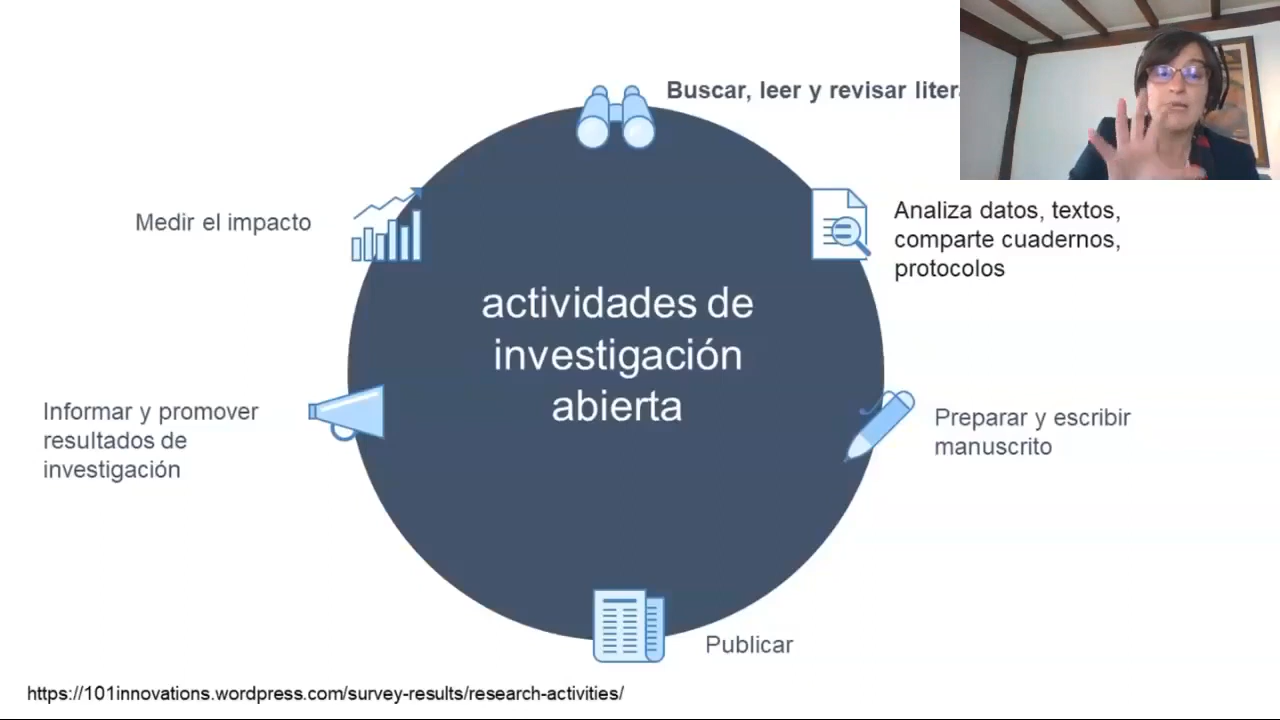 Buscar, leer y revisar
Medir el impacto
Analiza datos, textos,
comparte cuadernos,
protocolos
actividades de
investigación
abierta
Informar y promover
resultados de
investigación
Preparar y escribir
manuscrito
Publicar
https://101innovations.wordpress.com/survey-results/research-activities/